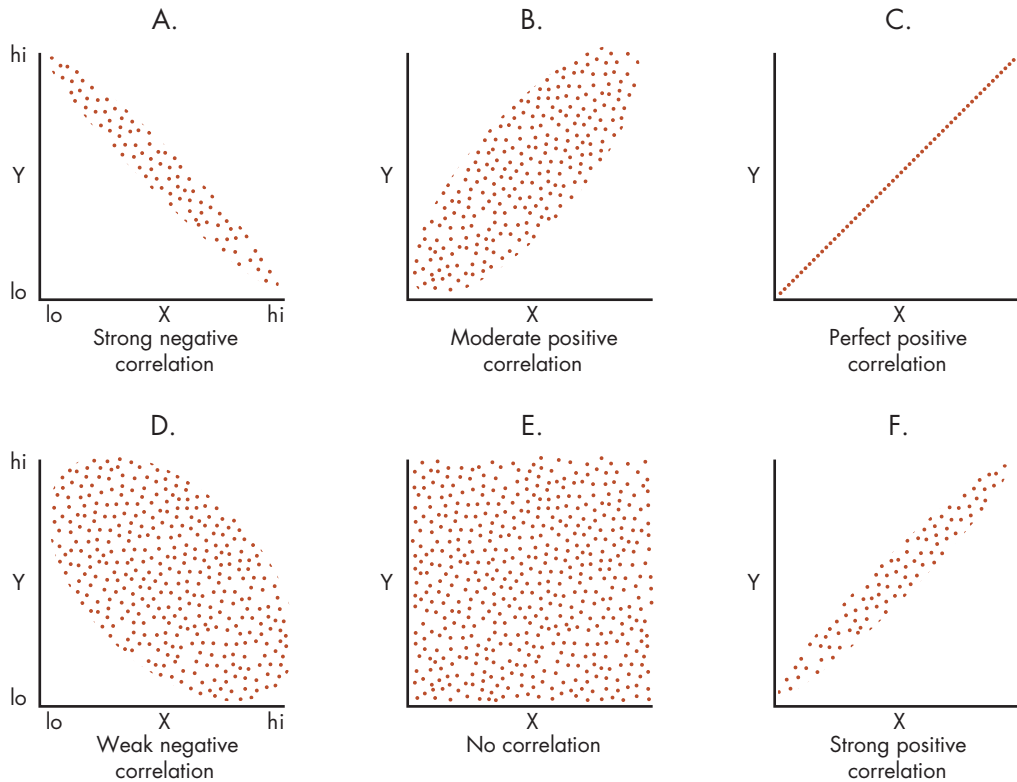 A.
B.
C.
hi
Y
Y
Y
lo
lo
X
hi
X
X
Strong negative
correlation
Moderate positive
correlation
Perfect positive
correlation
D.
E.
F.
hi
Y
Y
Y
lo
lo
X
hi
X
X
Weak negative
correlation
No correlation
Strong positive
correlation